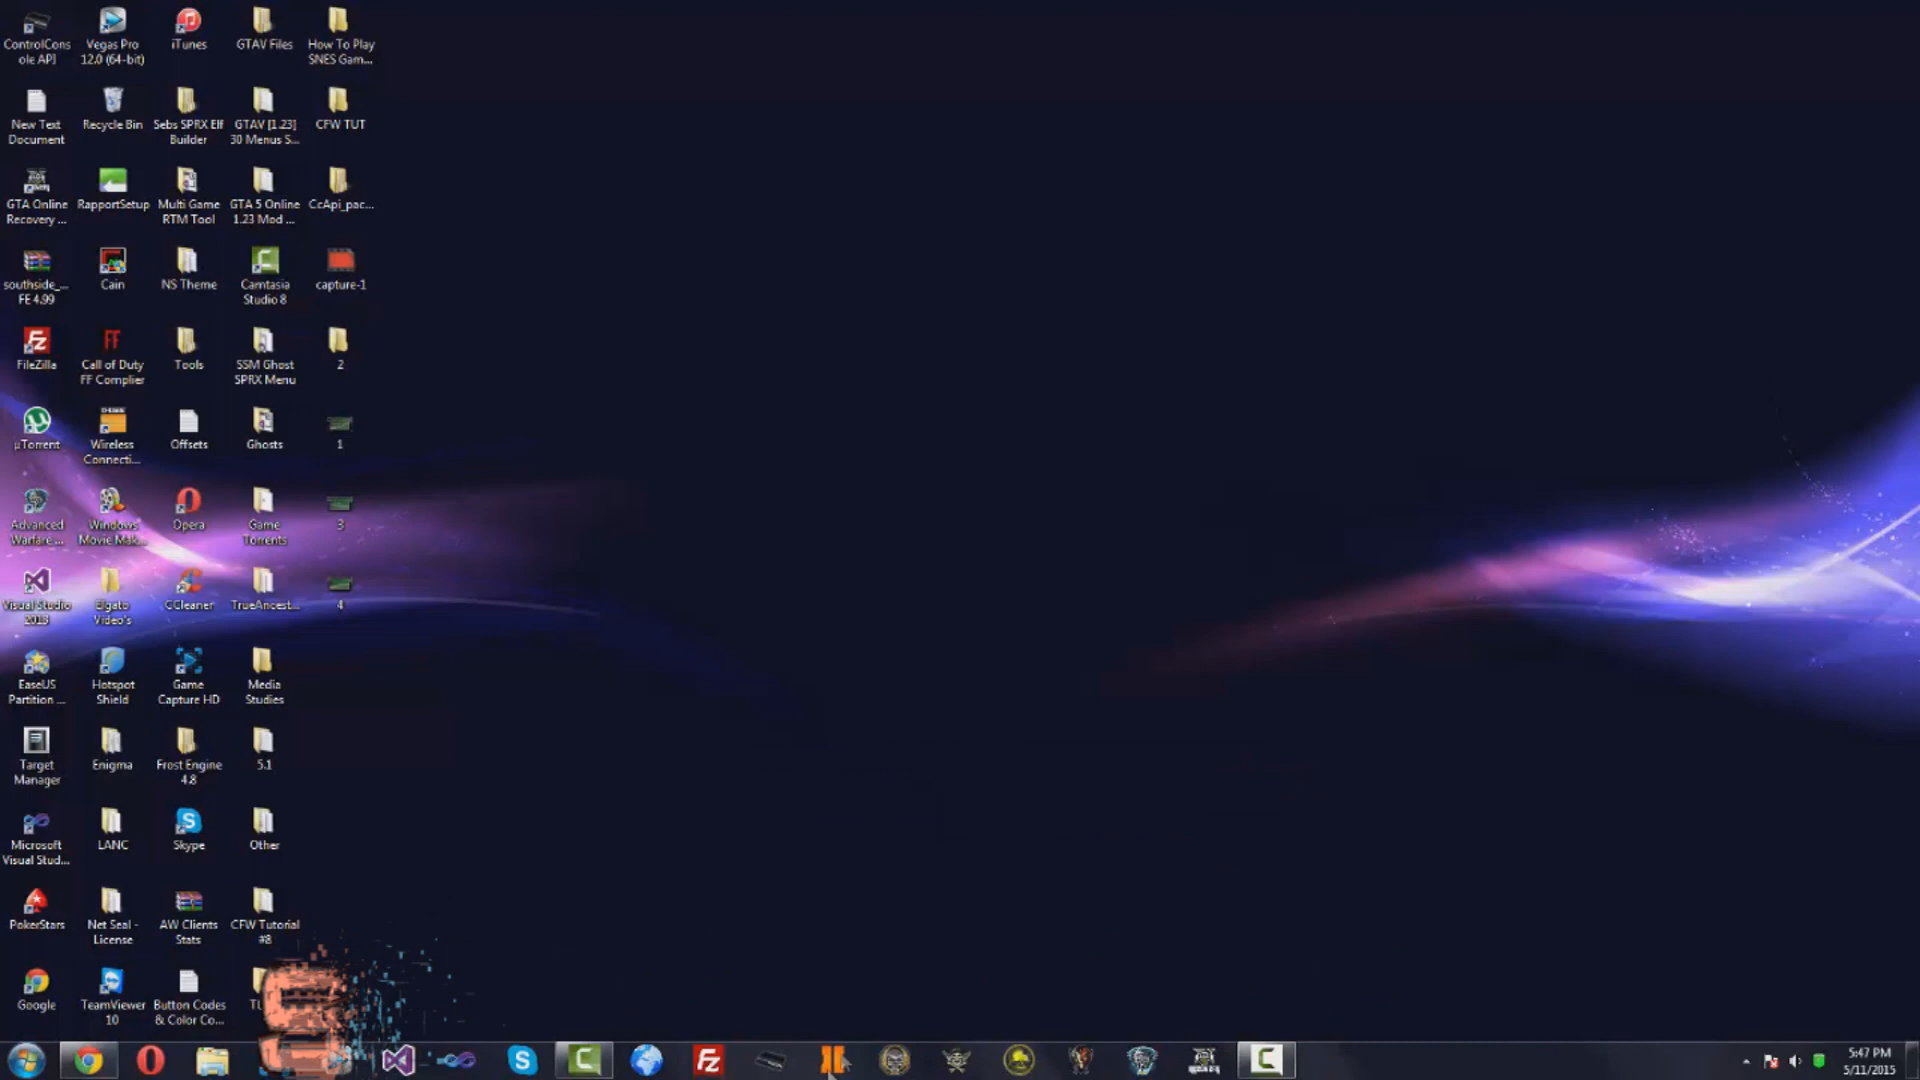 ControlCons
ole API
Vegas Pro
12.0 (64-bit)
iTunes
GTAV Files
How To Play
SNES Gam...
New Text
Document
Recycle Bin
Sebs SPRX Elf
Builder
GTAV [1.23]
30 Menus S...
CFW TUT
GTA Online
Recovery ...
RapportSetup
Multi Game
RTM Tool
GTA 5 Online
1.23 Mod ...
CcApi_pac...
southside_...
FE 4.99
Cain
NS Theme
Camtasia
Studio 8
capture-1
FileZilla
Call of Duty
FF Complier
Tools
SSM Ghost
SPRX Menu
2
µTorrent
Wireless
Connecti...
Offsets
Ghosts
1
Advanced
Warfare ...
Windows
Movie Mak...
Opera
Game
Torrents
3
Visual Studio
2013
Elgato
Video's
CCleaner
TrueAncest...
4
EaseUS
Partition ...
Hotspot
Shield
Game
Capture HD
Media
Studies
Target
Manager
Enigma
Frost Engine
4.8
5.1
Microsoft
Visual Stud...
LANC
Skype
Other
PokerStars
Net Seal -
License
AW Clients
Stats
CFW Tutorial
#8
Google
TeamViewer
10
Button Codes
& Color Co...
5:47 PM
5/11/2015